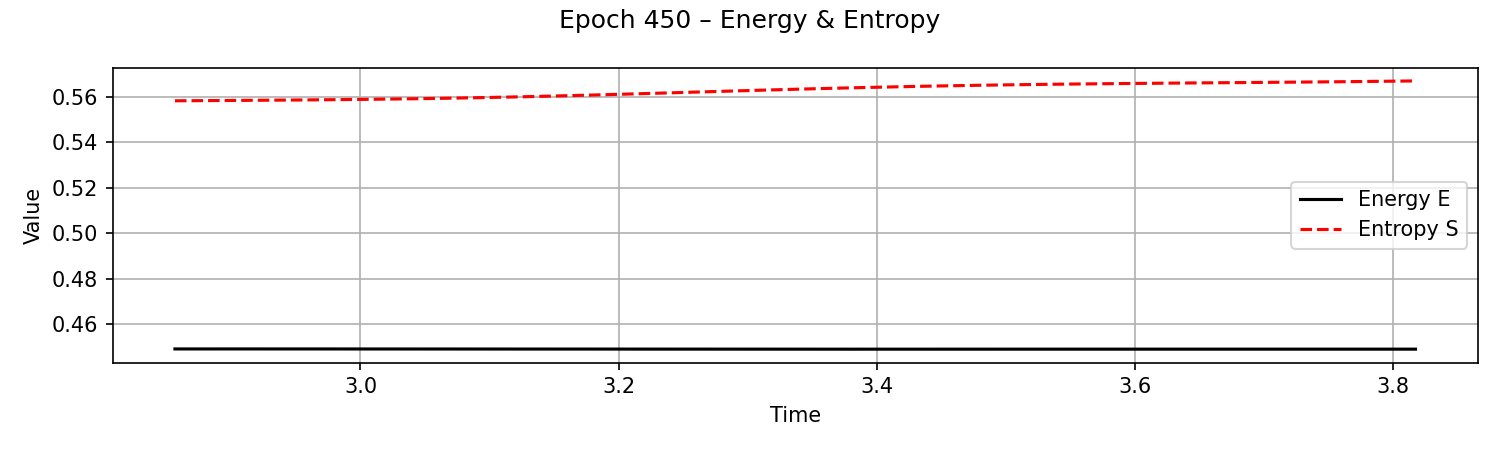 Epoch 450 – Energy & Entropy
0.56
0.54
0.52
0.50
0.48
0.46
Value
Energy E
Entropy S
3.0 3.2 3.4 3.6 3.8
Time